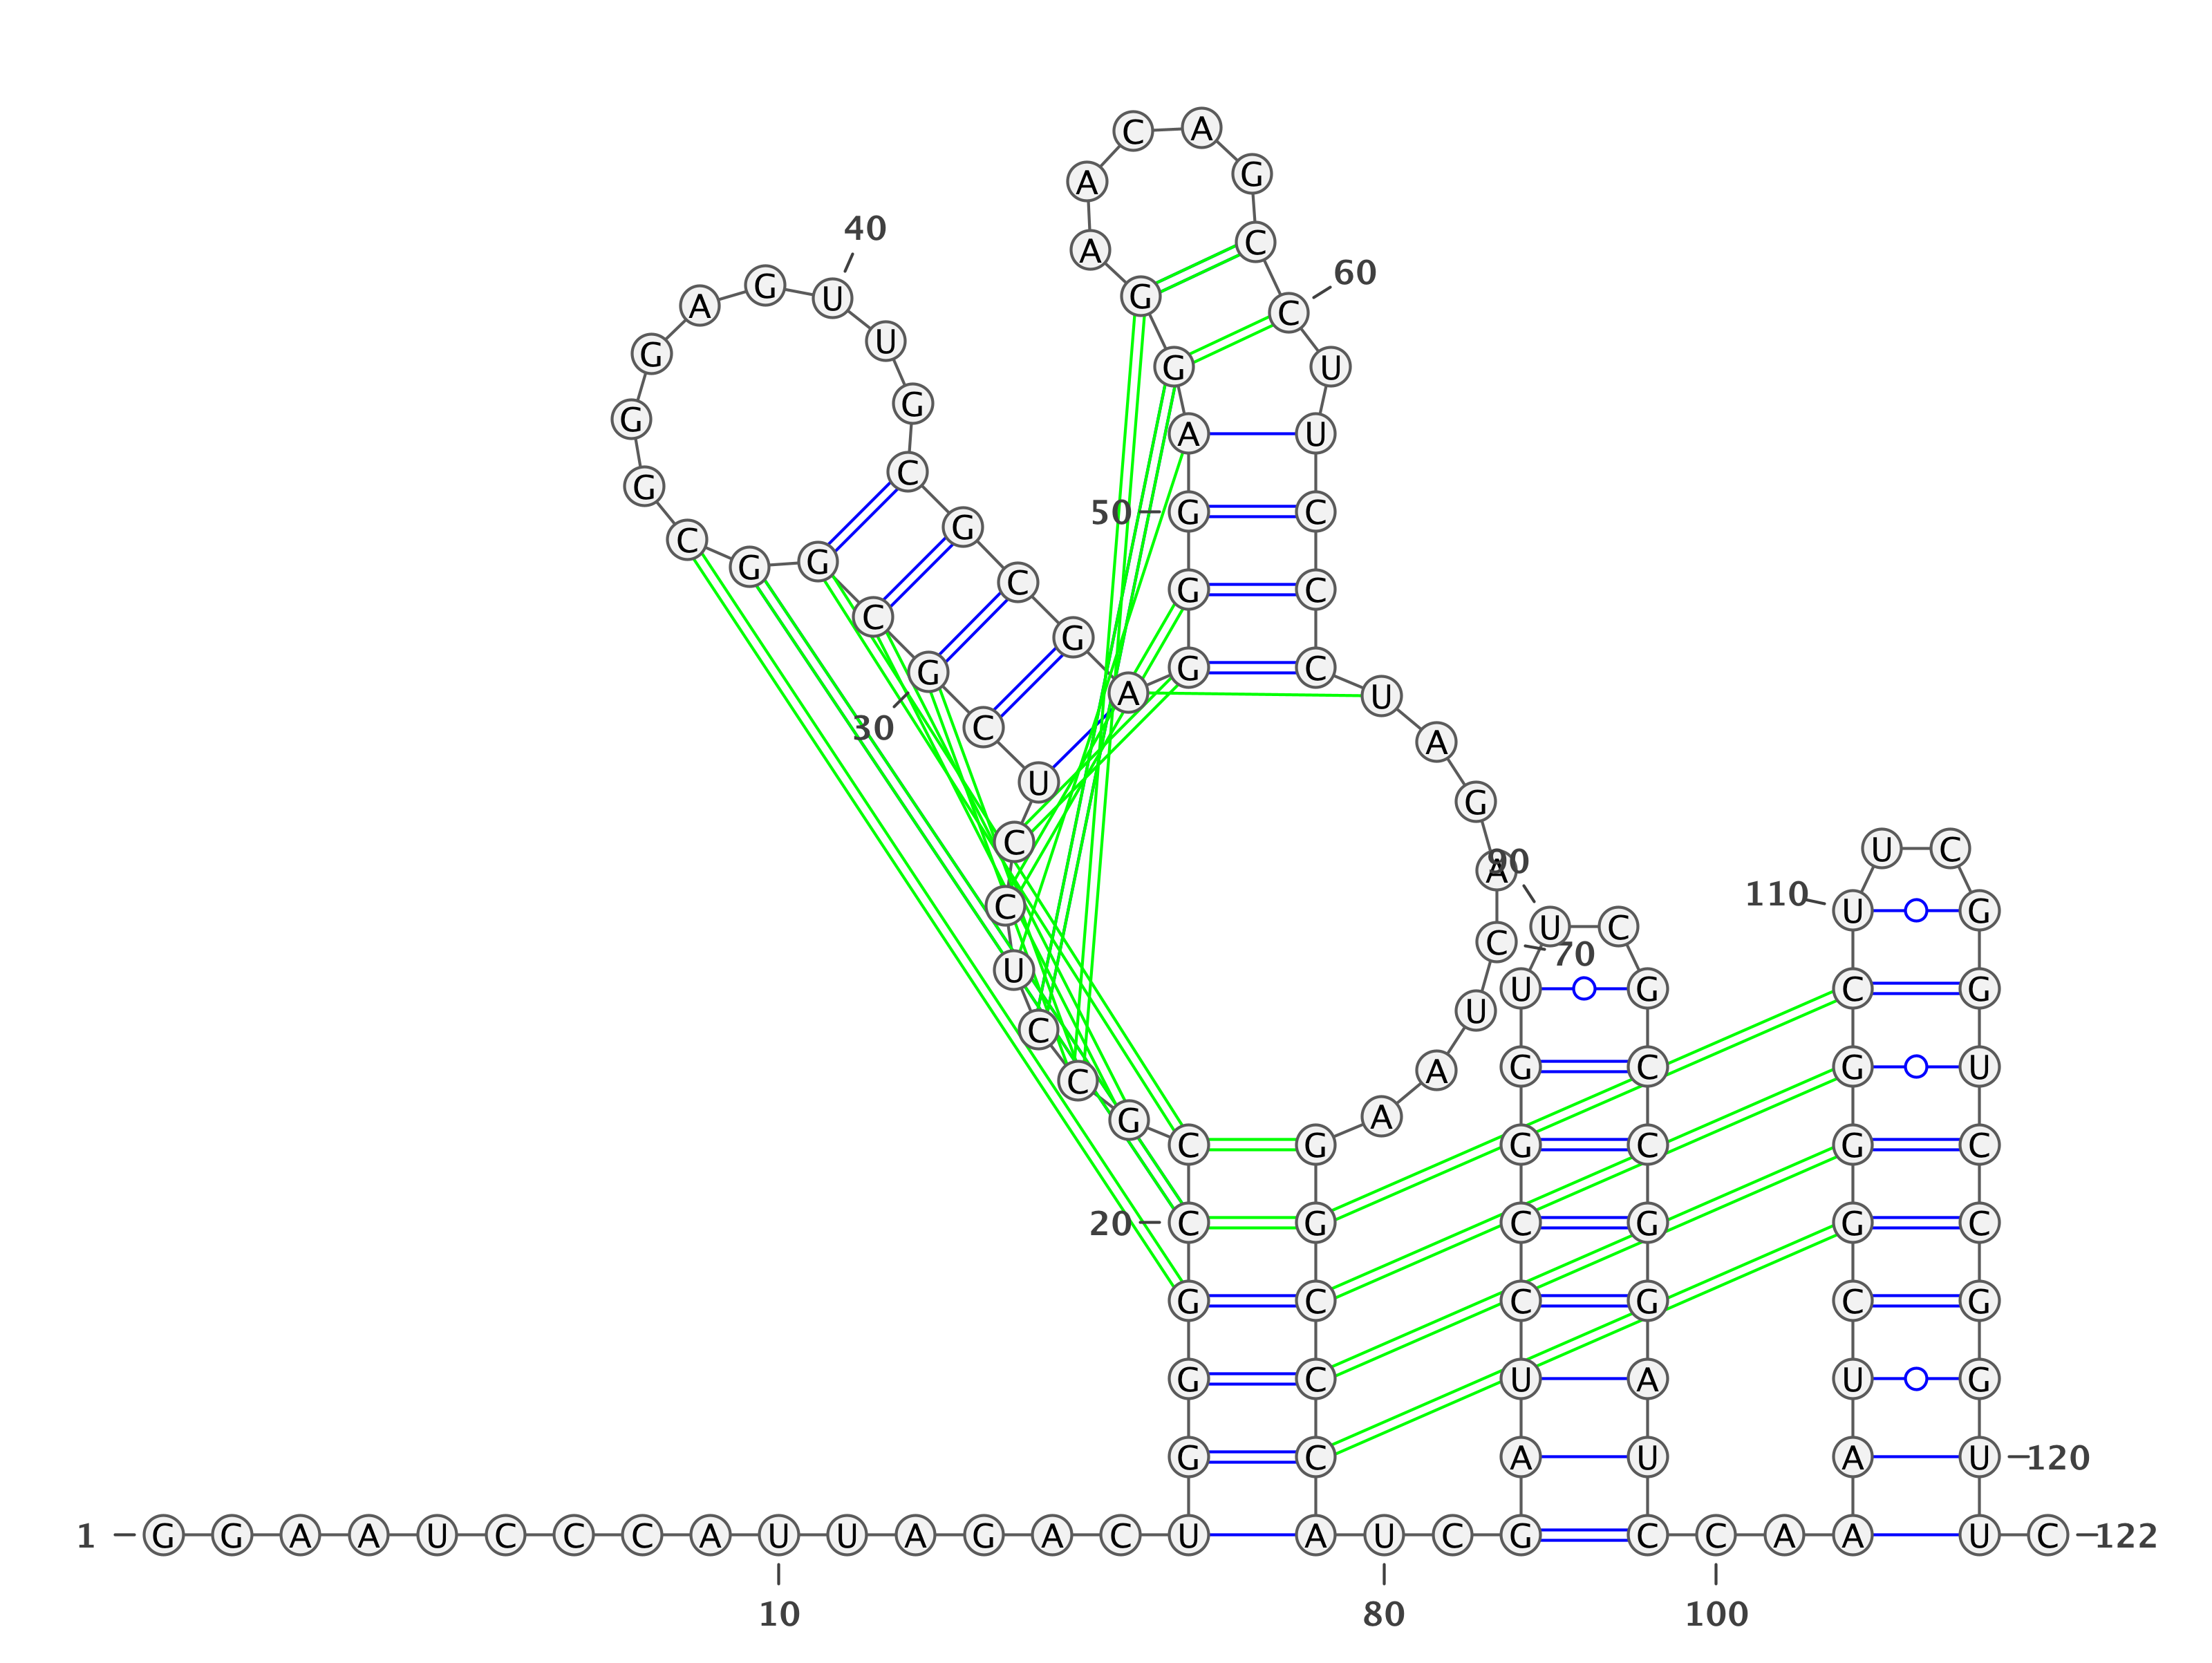 C A
A G
40
A C
60
A G U G C
G U G U
G G A U
G C 50 G C
C G
G G C G C
C G
G A G C U
30 C A
U G
C U C
90 A
C 110 U G
U C
C 70
U U G C G
C U
C A G C G U
G A
C G G C G C
20 C G C G G C
G C C G C G
G C U A U G
G C A U A U 120
1 G G A A U C C C A U U A G A C U A U C G C C A A U C 122
10 80 100